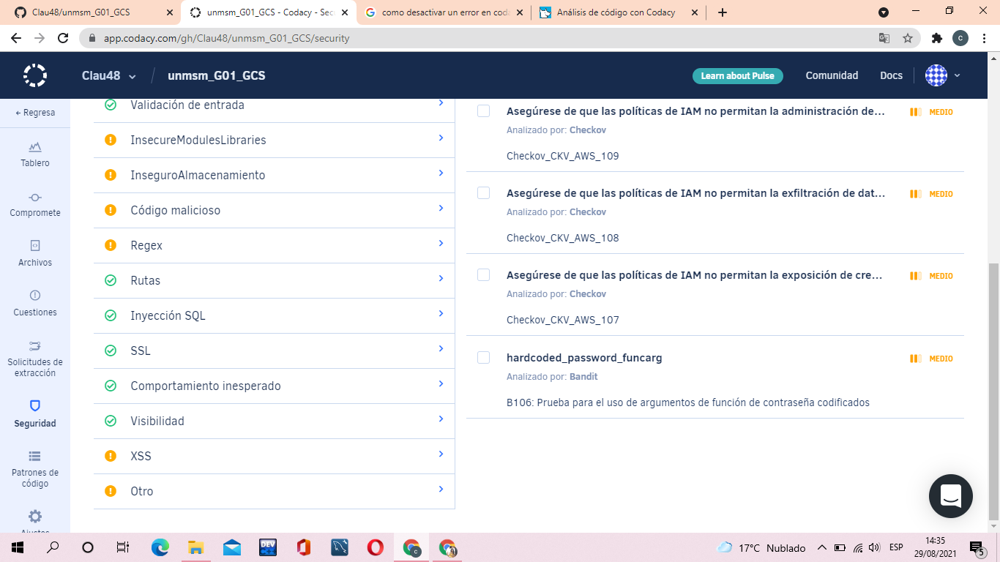 Clau48/unmsm_G01_GCS
unmsm_G01_GCS - Codacy - Sec
como desactivar un error en coda
Análisis de código con Codacy
app.codacy.com/gh/Clau48/unmsm_G01_GCS/security
c
Clau48
/
unmsm_G01_GCS
Learn about Pulse
Comunidad
Docs
← Regresa
Tablero
Compromete
Archivos
Cuestiones
Solicitudes de
extracción
Seguridad
Patrones de
código
Ajustes
Validación de entrada
InsecureModulesLibraries
InseguroAlmacenamiento
Código malicioso
Regex
Rutas
Inyección SQL
SSL
Comportamiento inesperado
Visibilidad
XSS
Otro
Asegúrese de que las políticas de IAM no permitan la administración de...
MEDIO
Analizado por: Checkov
Checkov_CKV_AWS_109
Asegúrese de que las políticas de IAM no permitan la exfiltración de dat...
MEDIO
Analizado por: Checkov
Checkov_CKV_AWS_108
Asegúrese de que las políticas de IAM no permitan la exposición de cre...
MEDIO
Analizado por: Checkov
Checkov_CKV_AWS_107
hardcoded_password_funcarg
MEDIO
Analizado por: Bandit
B106: Prueba para el uso de argumentos de función de contraseña codificados
DEV
c
17°C Nublado
ESP
14:35
29/08/2021
5